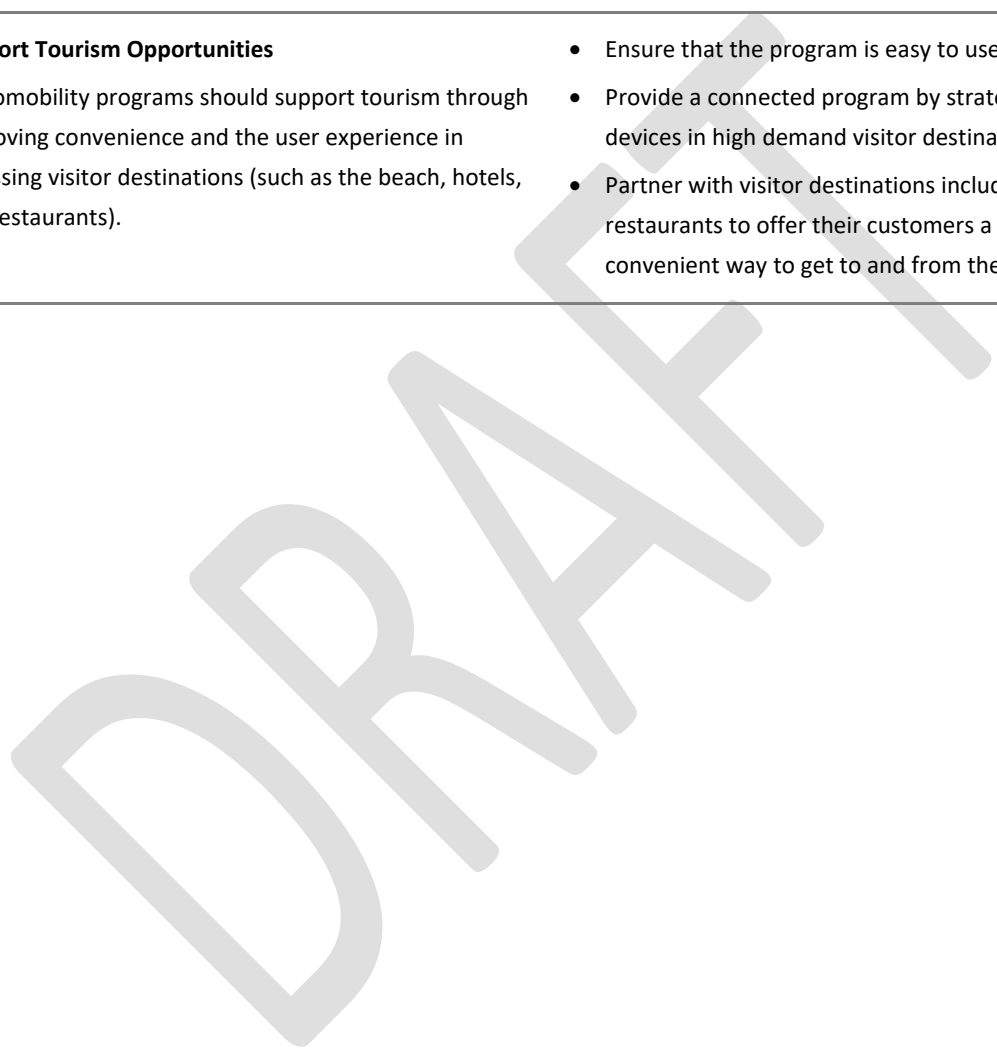 ort Tourism Opportunities
omobility programs should support tourism through
oving convenience and the user experience in
ssing visitor destinations (such as the beach, hotels,
estaurants).
• Ensure that the program is easy to use
• Provide a connected program by strate
devices in high demand visitor destina
• Partner with visitor destinations includ
restaurants to offer their customers a
convenient way to get to and from the
DRAFT